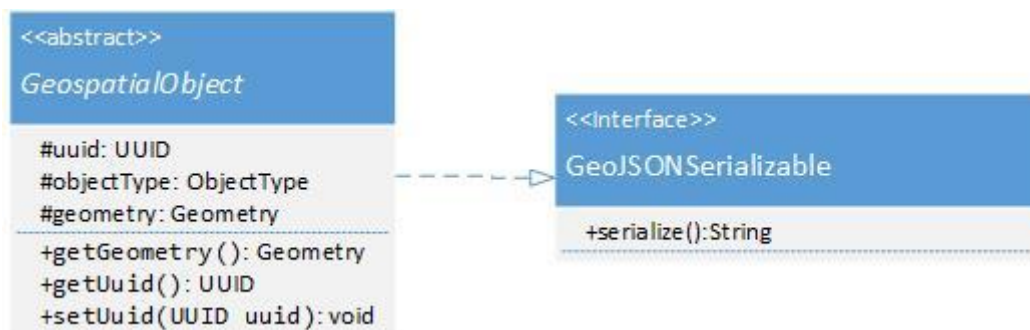 <<abstract>>
GeospatialObject
#uuid: UUID
#objectType: ObjectType
#geometry: Geometry
+getGeometry(): Geometry
+getUuid(): UUID
+setUuid(UUID uuid): void
<<Interface>>
GeoJSONSerializable
+serialize():String